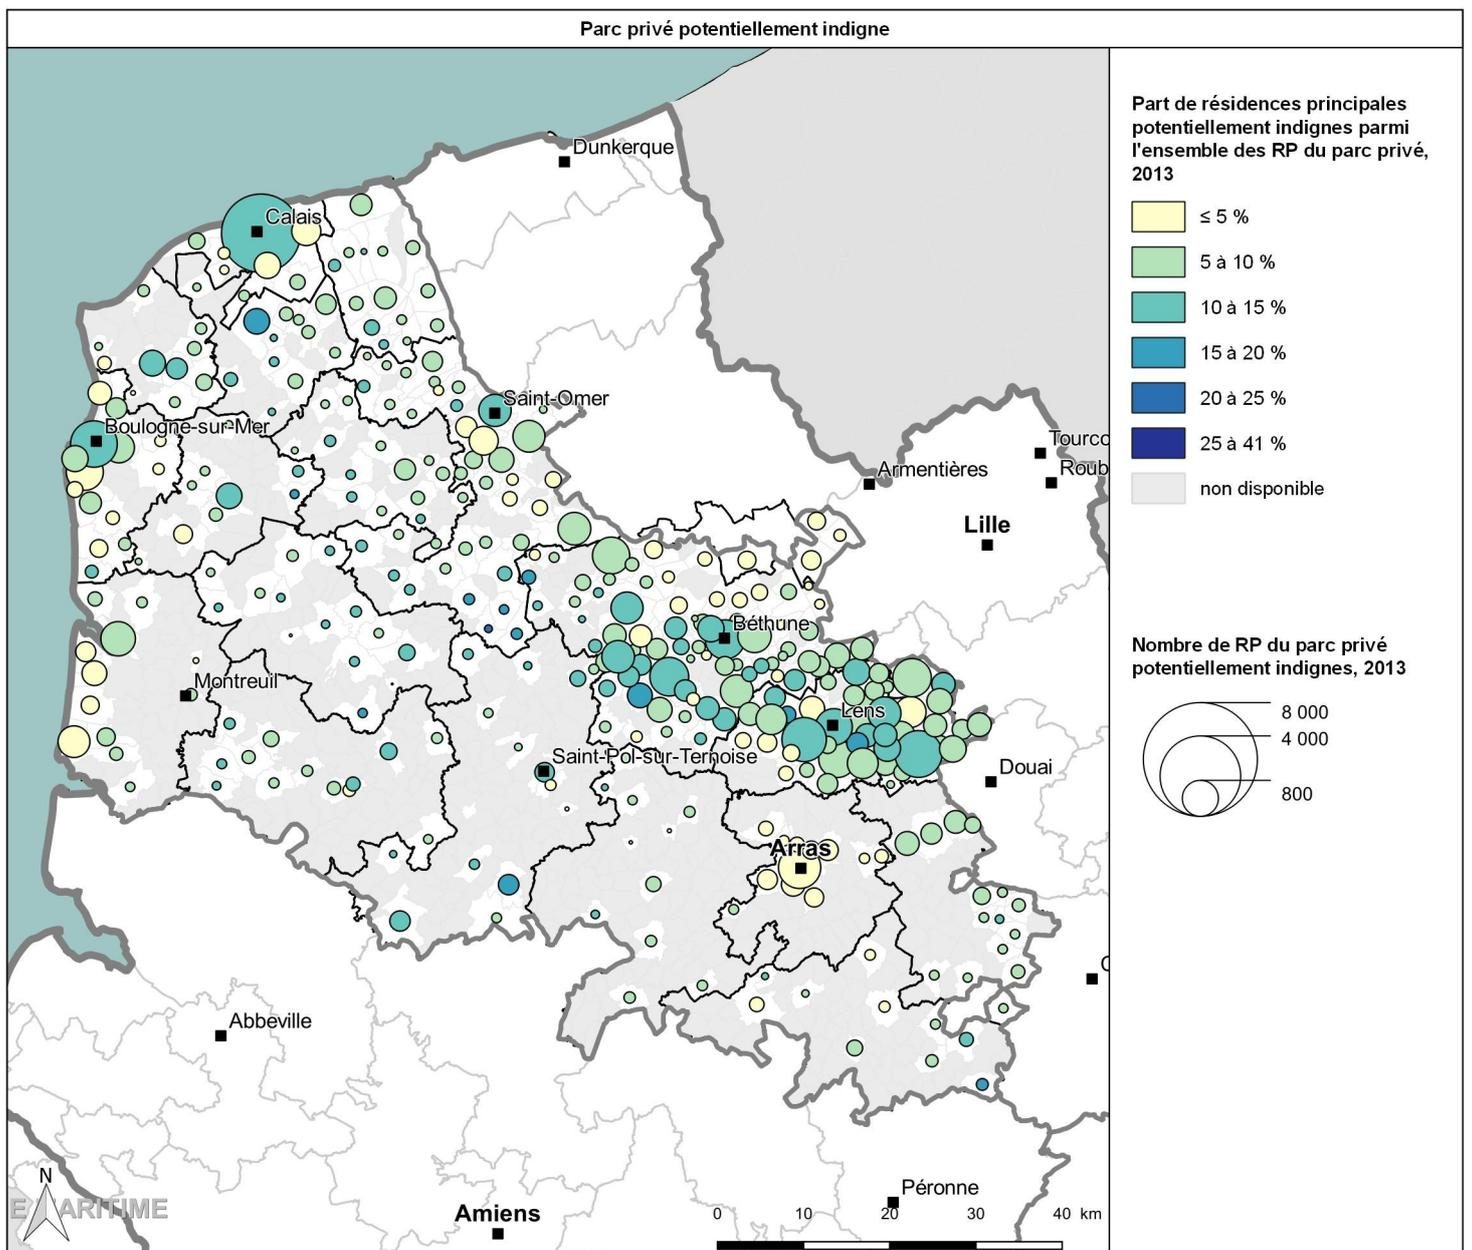 Parc privé potentiellement indigne
Dunkerque
Calais
Saint-Omer
Boulogne-sur-Mer
Tourco
Armentières
Roub
Lille
Béthune
Montreuil
Lens
Saint-Pol-sur-Ternoise
Douai
Arras
C
Abbeville
Péronne
Amiens
N
E
ARITIME
0 10 20 30 40 km
Part de résidences principales
potentiellement indignes parmi
l'ensemble des RP du parc privé,
2013
≤ 5 %
5 à 10 %
10 à 15 %
15 à 20 %
20 à 25 %
25 à 41 %
non disponible
Nombre de RP du parc privé
potentiellement indignes, 2013
8 000
4 000
800